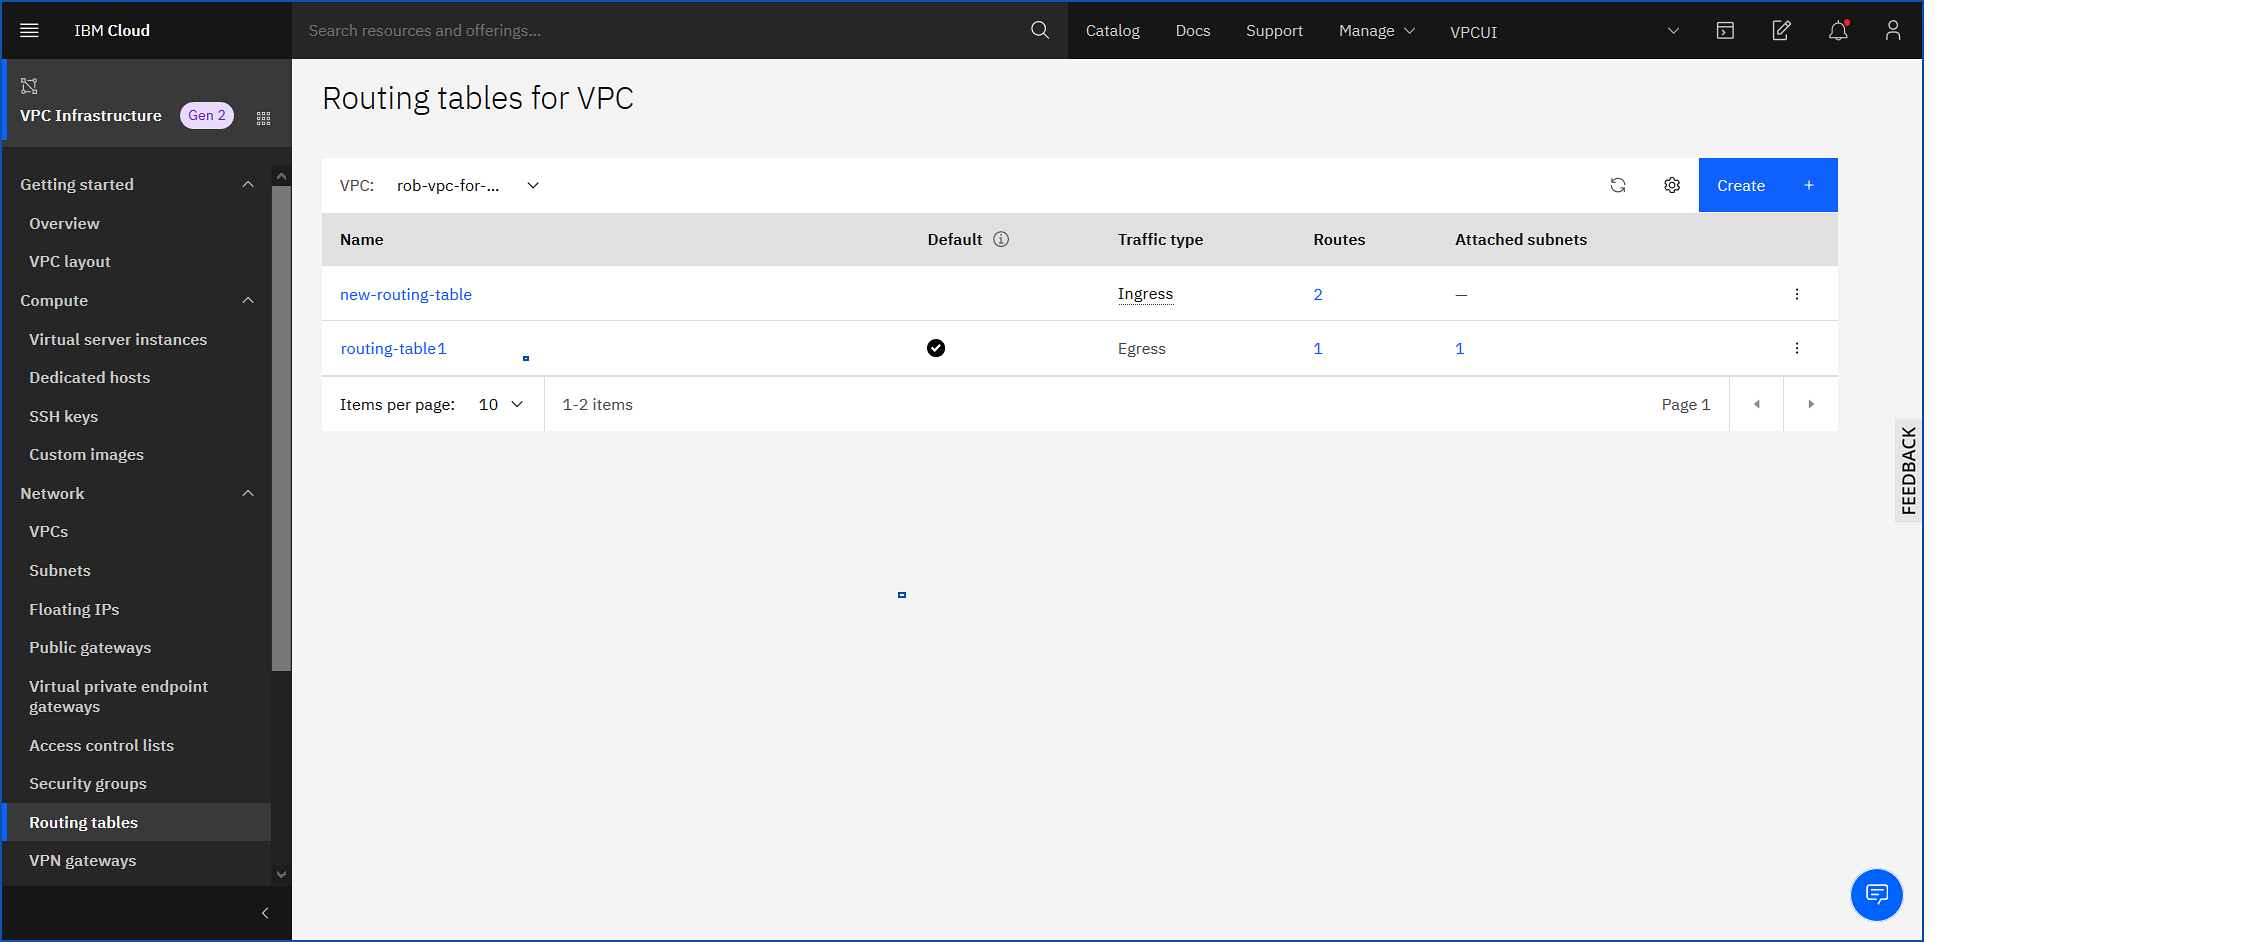 IBM Cloud
Search resources and offerings...
Catalog
Docs
Support
Manage
VPCUI
VPC Infrastructure
Gen 2
Getting started
Overview
VPC layout
Compute
Virtual server instances
Dedicated hosts
SSH keys
Custom images
Network
VPCs
Subnets
Floating IPs
Public gateways
Virtual private endpoint
gateways
Access control lists
Security groups
Routing tables
VPN gateways
Routing tables for VPC
VPC: rob-vpc-for-...
Create +
Name Default Traffic type Routes Attached subnets
new-routing-table Ingress 2 —
routing-table1 Egress 1 1
Items per page: 10 1-2 items Page 1
FEEDBACK